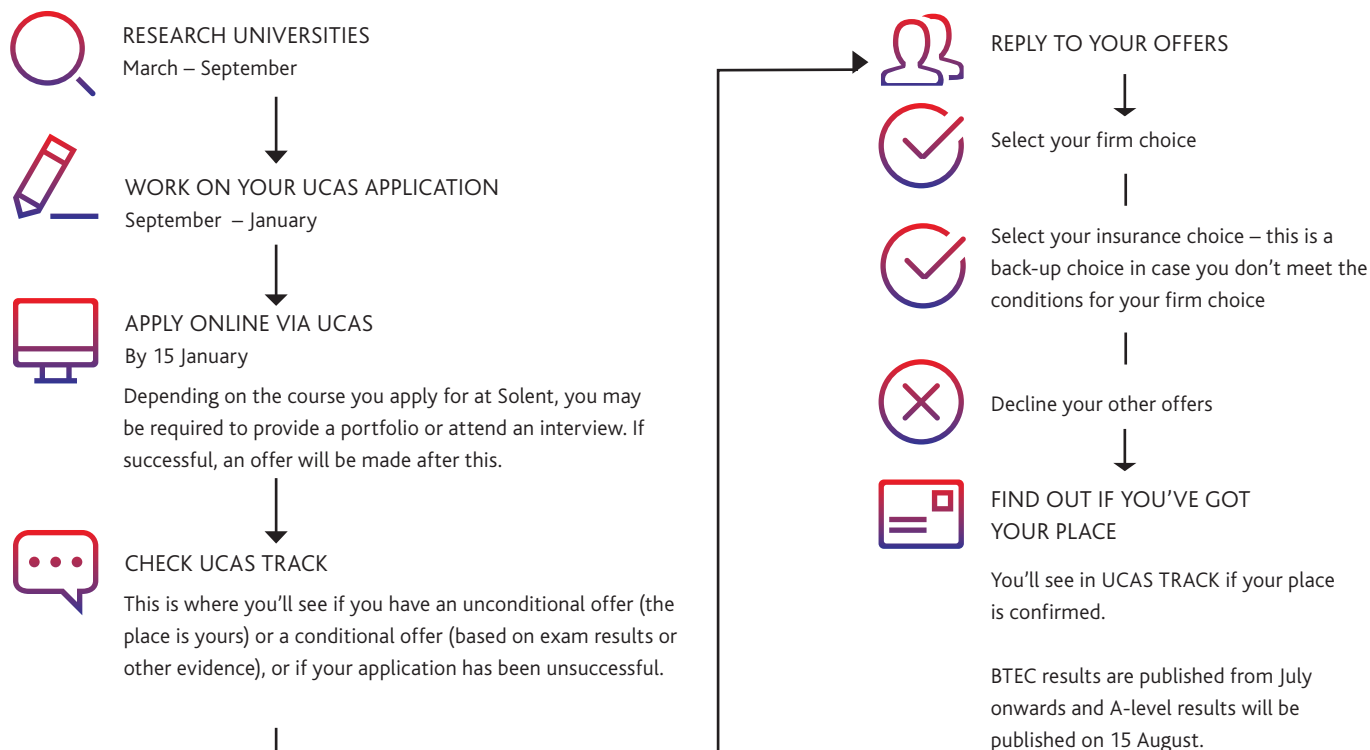 RESEARCH UNIVERSITIES
March – September
WORK ON YOUR UCAS APPLICATION
September – January
APPLY ONLINE VIA UCAS
By 15 January
Depending on the course you apply for at Solent, you may
be required to provide a portfolio or attend an interview. If
successful, an offer will be made after this.
CHECK UCAS TRACK
This is where you’ll see if you have an unconditional offer (the
place is yours) or a conditional offer (based on exam results or
other evidence), or if your application has been unsuccessful.
REPLY TO YOUR OFFERS
Select your firm choice
Select your insurance choice – this is a
back-up choice in case you don’t meet the
conditions for your firm choice
Decline your other offers
FIND OUT IF YOU’VE GOT
YOUR PLACE
You’ll see in UCAS TRACK if your place
is confirmed.
BTEC results are published from July
onwards and A-level results will be
published on 15 August.